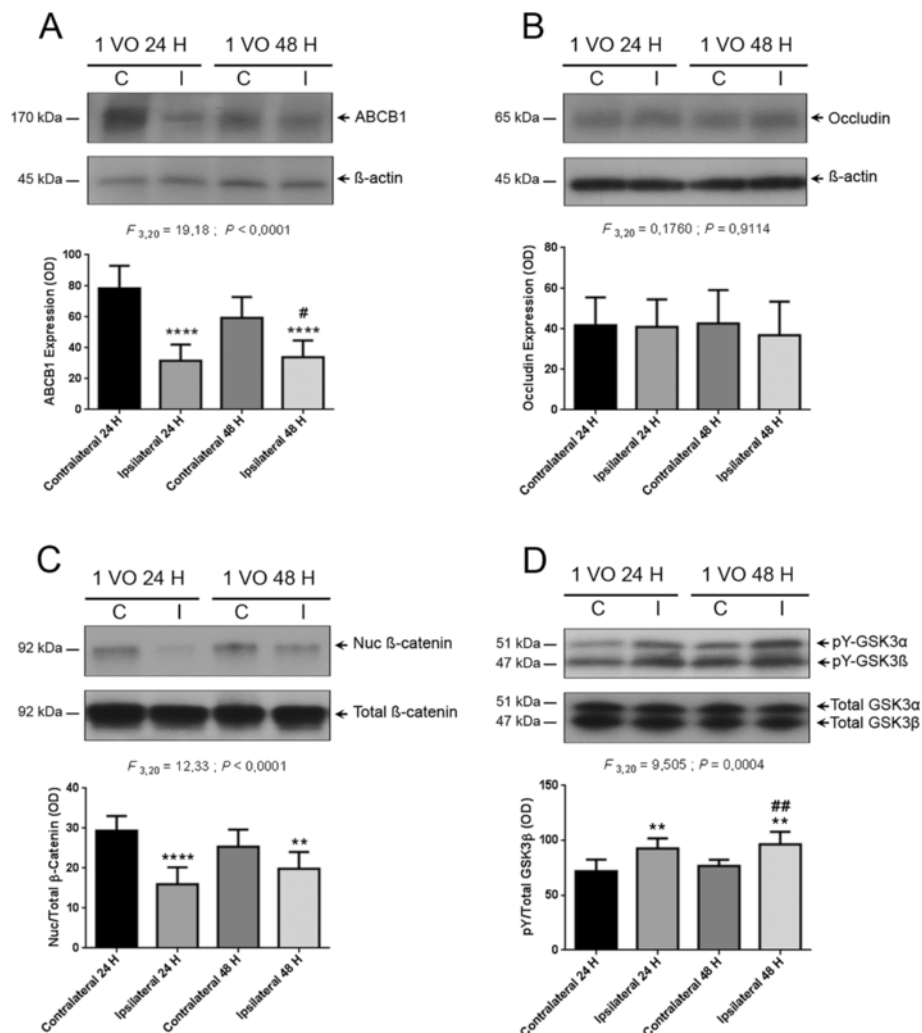 A
1 VO 24 H 1 VO 48 H
C I C I
170 kDa ABCB1
45 kDa ß-actin
F 3,20 = 19,18 ; P < 0,0001
ABCB1 Expression (OD)
100
80
60
40
20
0
****
#
****
Contralateral 24 H
Ipsilateral 24 H
Contralateral 48 H
Ipsilateral 48 H
B
1 VO 24 H 1 VO 48 H
C I C I
65 kDa Occludin
45 kDa ß-actin
F 3,20 = 0,1760 ; P = 0,9114
Occludin Expression (OD)
80
60
40
20
0
Contralateral 24 H
Ipsilateral 24 H
Contralateral 48 H
Ipsilateral 48 H
C
1 VO 24 H 1 VO 48 H
C I C I
92 kDa Nuc ß-catenin
92 kDa Total ß-catenin
F 3,20 = 12,33 ; P < 0,0001
Nuc/Total β-Catenin (OD)
40
30
20
10
0
****
**
Contralateral 24 H
Ipsilateral 24 H
Contralateral 48 H
Ipsilateral 48 H
D
1 VO 24 H 1 VO 48 H
C I C I
51 kDa pY-GSK3α
47 kDa pY-GSK3ß
51 kDa Total GSK3α
47 kDa Total GSK3β
F 3,20 = 9,505 ; P = 0,0004
pY/Total GSK3β (OD)
150
100
50
0
**
##
**
Contralateral 24 H
Ipsilateral 24 H
Contralateral 48 H
Ipsilateral 48 H